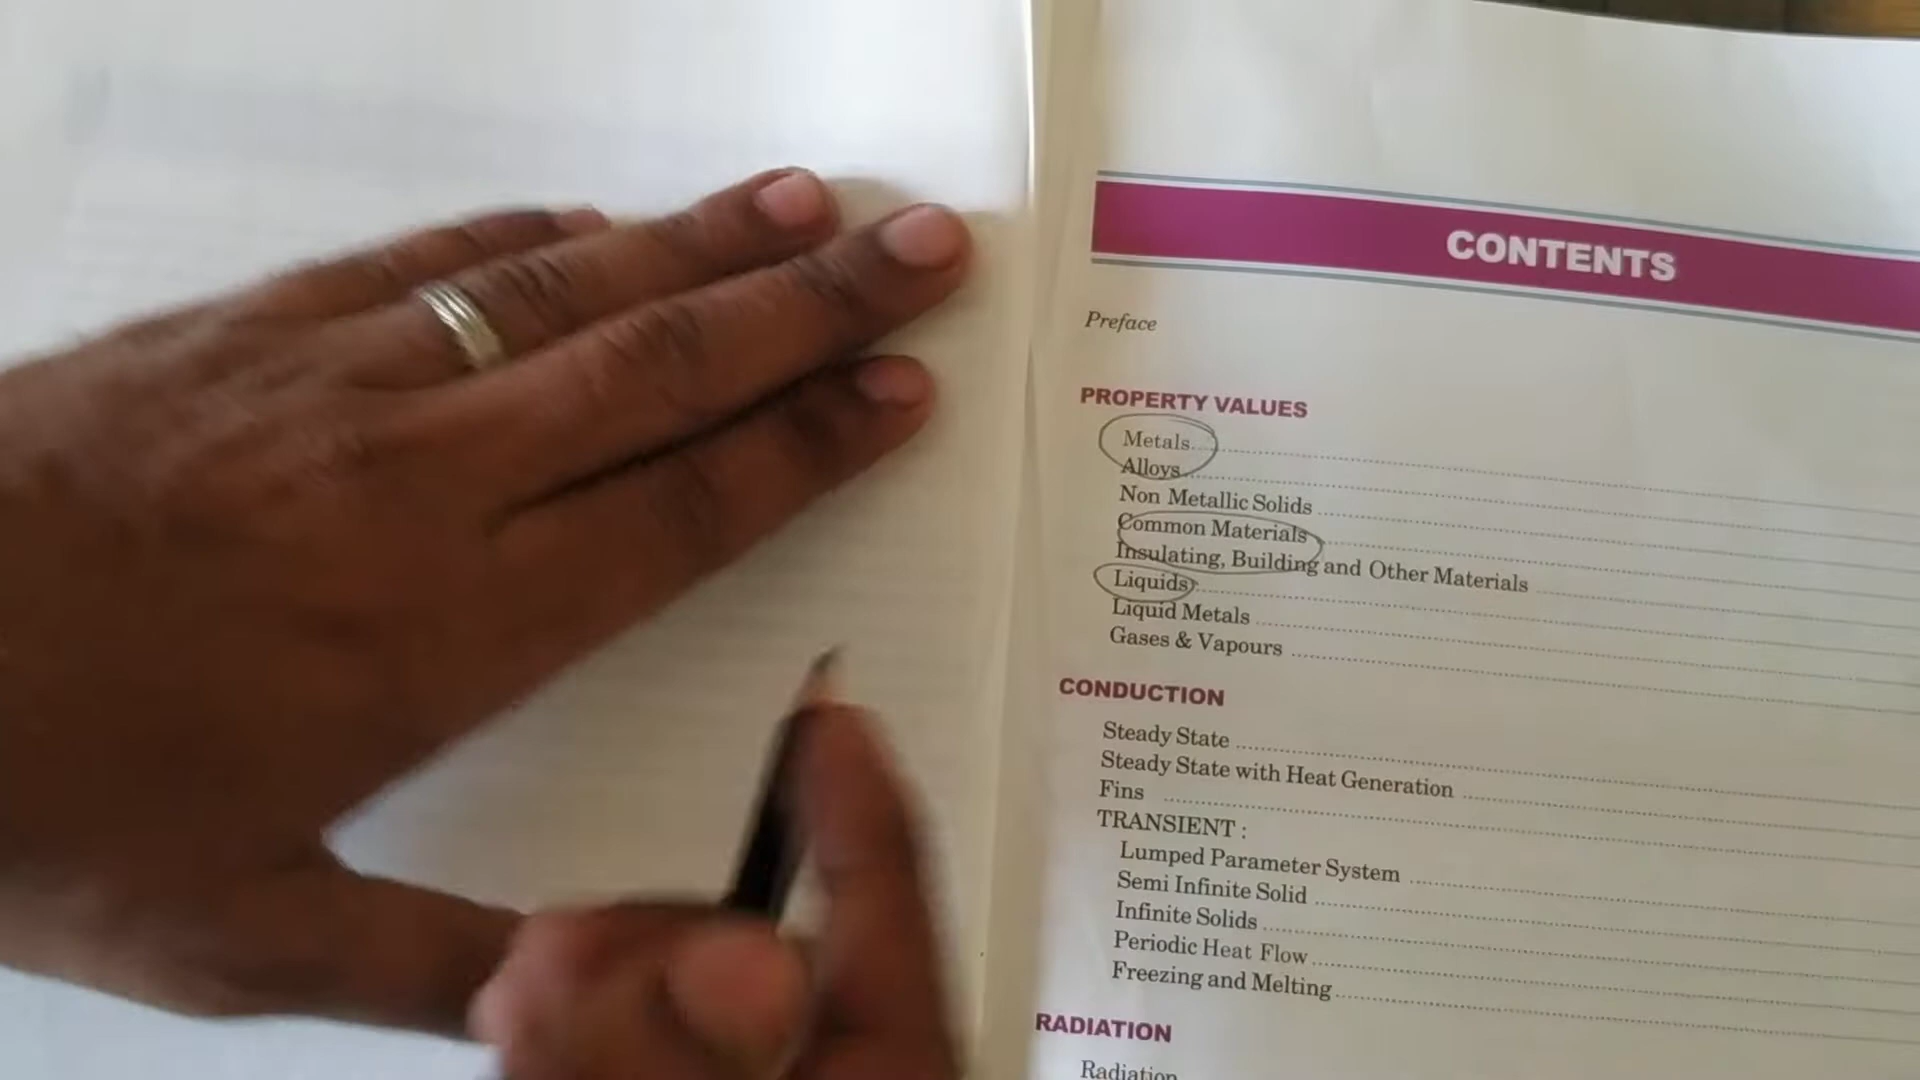 CONTENTS
Preface
PROPERTY VALUES
Metals
Alloys
Non Metallic Solids
Common Materials
Insulating, Building and Other Materials
Liquids
Liquid Metals
Gases & Vapours
CONDUCTION
Steady State
Steady State with Heat Generation
Fins
TRANSIENT :
Lumped Parameter System
Semi Infinite Solid
Infinite Solids
Periodic Heat Flow
Freezing and Melting
RADIATION
Radiation